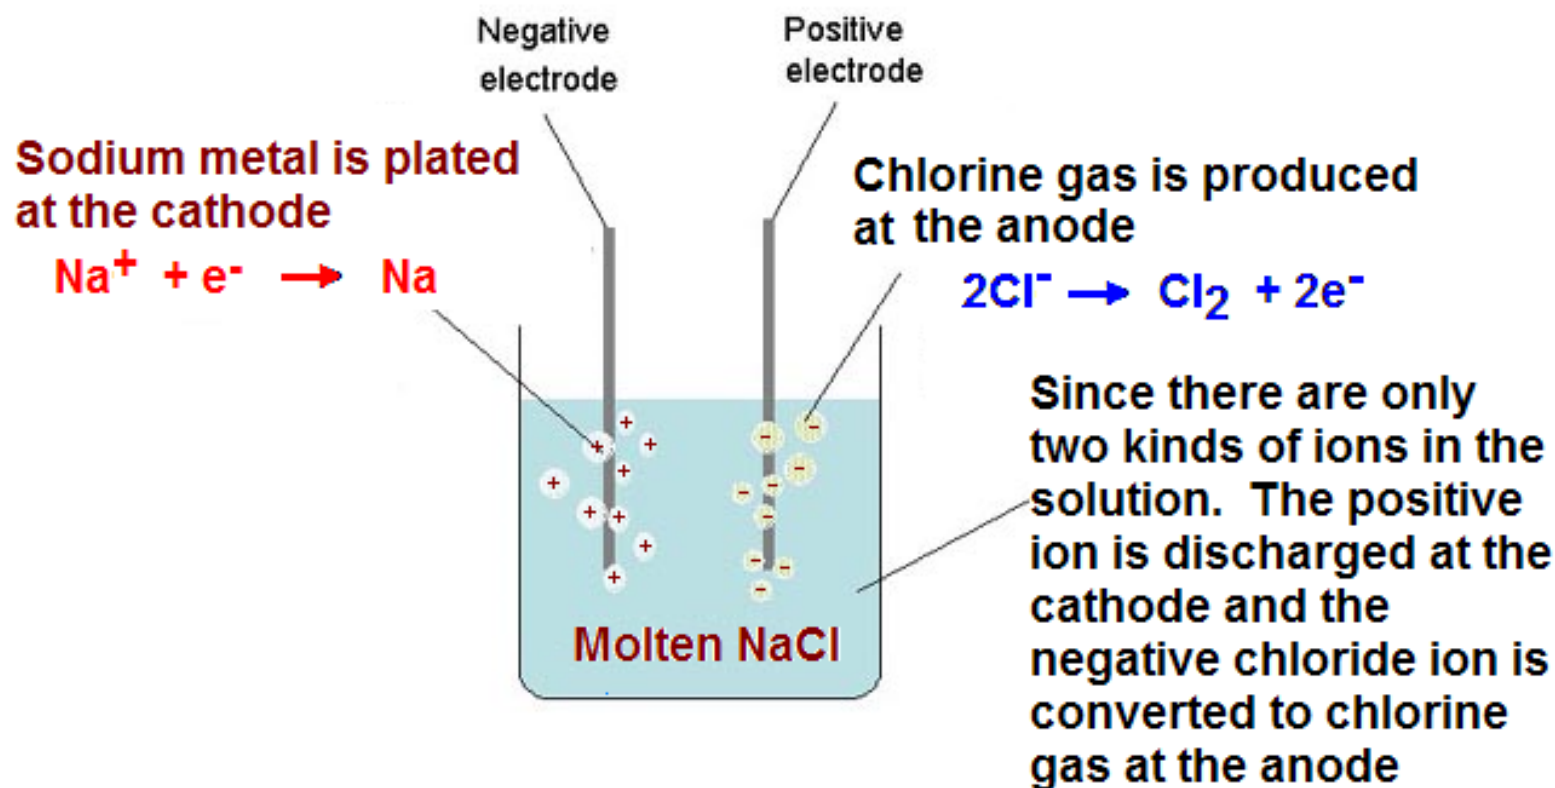 Negative
electrode
Positive
electrode
Sodium metal is plated
at the cathode
Na⁺ + e⁻ → Na
Chlorine gas is produced
at the anode
2Cl⁻ → Cl₂ + 2e⁻
Since there are only
two kinds of ions in the
solution. The positive
ion is discharged at the
cathode and the
negative chloride ion is
converted to chlorine
gas at the anode
+
+
+
+
+
+
+
+
+
-
-
-
-
-
-
-
-
-
Molten NaCl